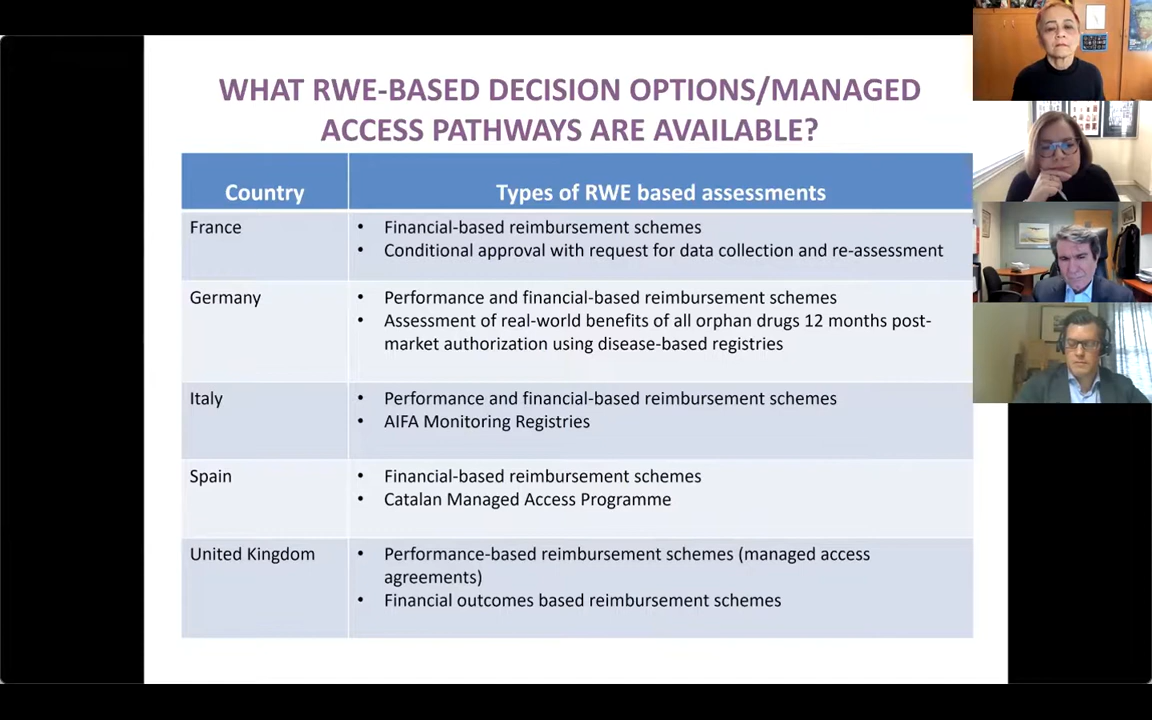 WHAT RWE-BASED DECISION OPTIONS/MANAGED
ACCESS PATHWAYS ARE AVAILABLE?
Country
Types of RWE based assessments
France
• Financial-based reimbursement schemes
• Conditional approval with request for data collection and re-assessment
Germany
• Performance and financial-based reimbursement schemes
• Assessment of real-world benefits of all orphan drugs 12 months post-
market authorization using disease-based registries
Italy
• Performance and financial-based reimbursement schemes
• AIFA Monitoring Registries
Spain
• Financial-based reimbursement schemes
• Catalan Managed Access Programme
United Kingdom
• Performance-based reimbursement schemes (managed access
agreements)
• Financial outcomes based reimbursement schemes